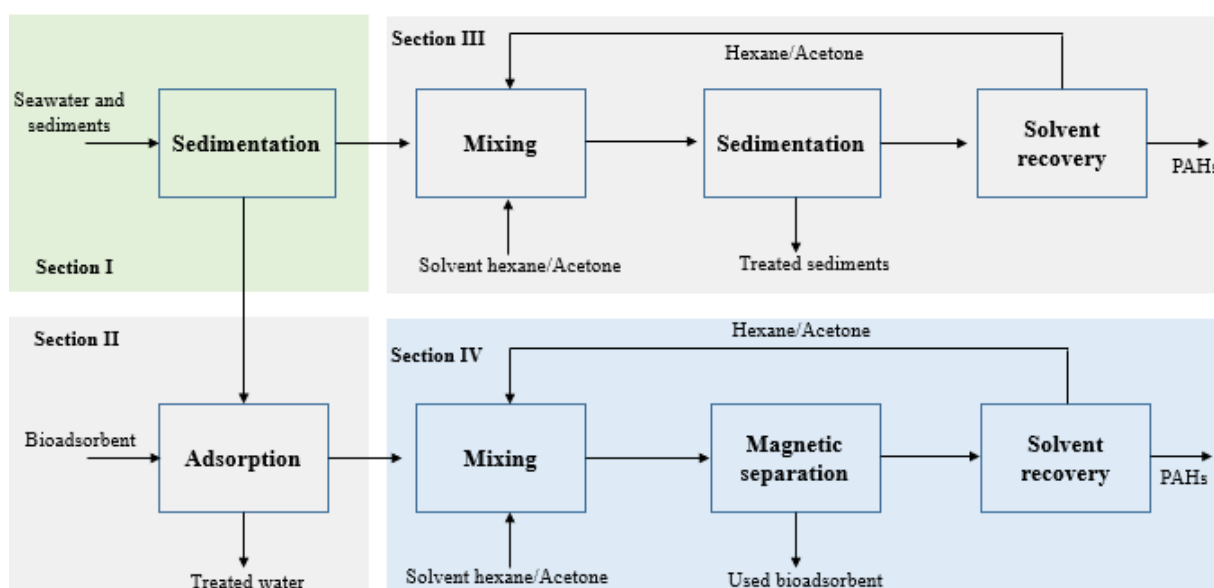 Section III
Hexane/Acetone
Seawater and
sediments
Sedimentation
Mixing
Sedimentation
Solvent
recovery
PAHs
Section I
Solvent hexane/Acetone
Treated sediments
Section II
Hexane/Acetone
Section IV
Bioadsorbent
Adsorption
Mixing
Magnetic
separation
Solvent
recovery
PAHs
Treated water
Solvent hexane/Acetone
Used bioadsorbent